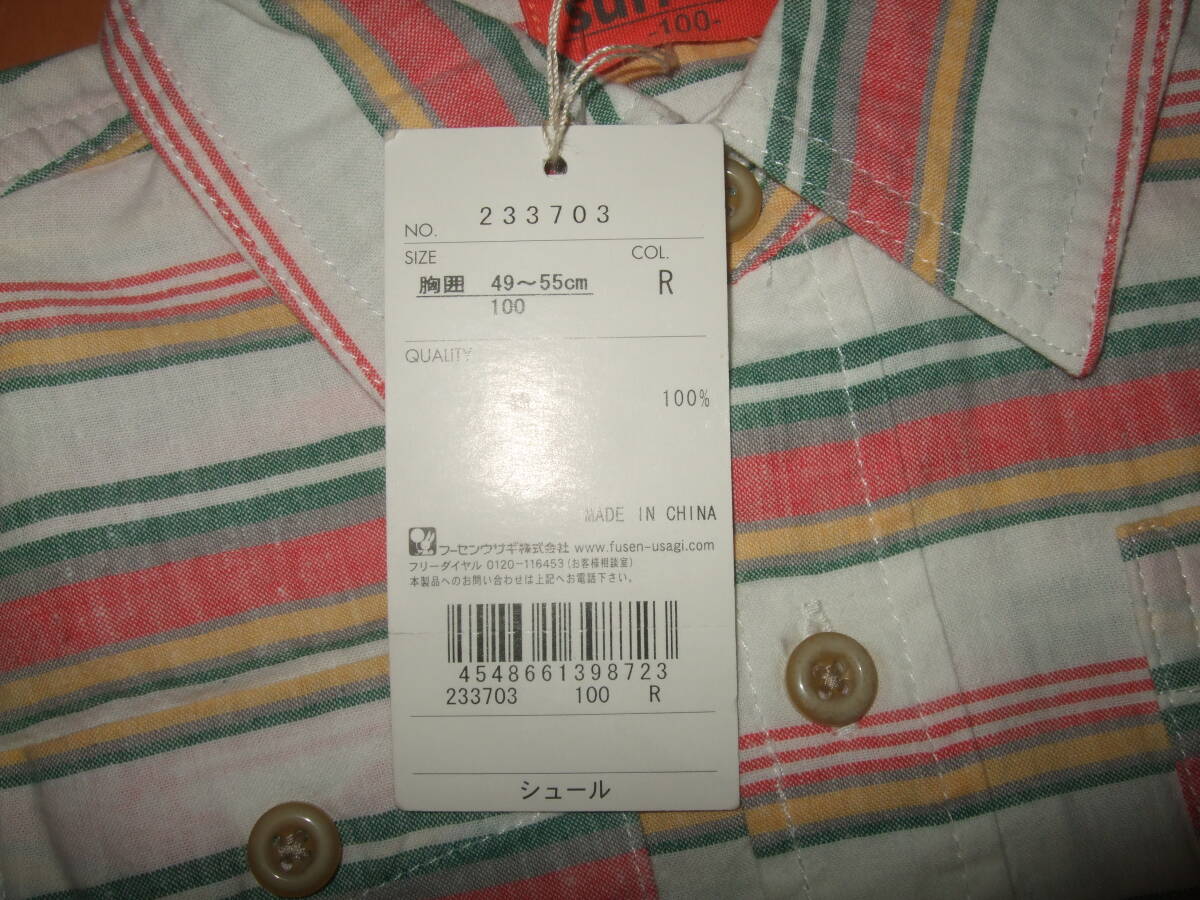 -100-
NO. 233703
SIZE COL.
胸囲 49～55cm R
100
QUALITY
100%
MADE IN CHINA
フーセンウサギ株式会社 www.fusen-usagi.com
フリーダイヤル 0120-116453(お客様相談室)
本製品へのお問い合わせは上記へお電話下さい。
4548661398723
233703 100 R
シュール